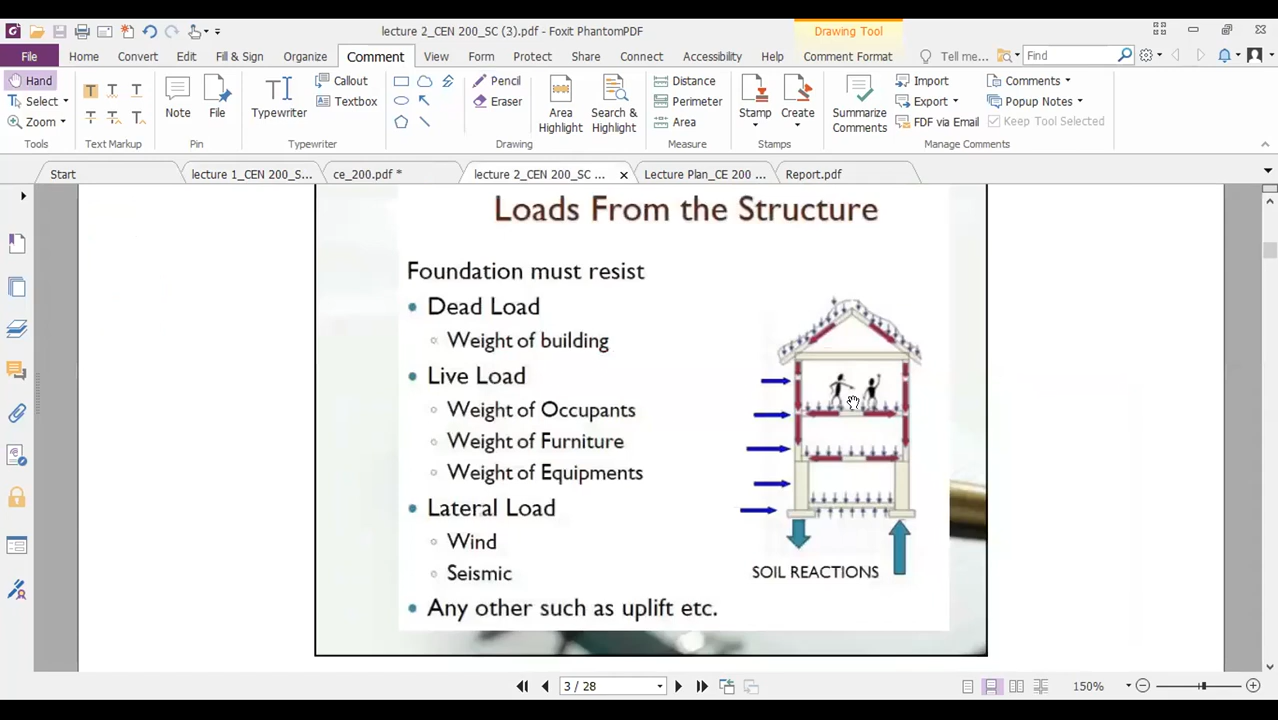 lecture 2_CEN 200_SC (3).pdf - Foxit PhantomPDF
Drawing Tool
File Home Convert Edit Fill & Sign Organize Comment View Form Protect Share Connect Accessibility Help Comment Format Tell me... Find
Hand
Select
Zoom
Tools
Text Markup
Note
File
Pin
Typewriter
Callout
Textbox
Typewriter
Pencil
Eraser
Area
Highlight
Search &
Highlight
Drawing
Distance
Perimeter
Area
Measure
Stamp
Create
Stamps
Summarize
Comments
Import
Export
FDF via Email
Comments
Popup Notes
Keep Tool Selected
Manage Comments
Start lecture 1_CEN 200_S... ce_200.pdf * lecture 2_CEN 200_SC ... Lecture Plan_CE 200 ... Report.pdf
Loads From the Structure
Foundation must resist
• Dead Load
◦ Weight of building
• Live Load
◦ Weight of Occupants
◦ Weight of Furniture
◦ Weight of Equipments
• Lateral Load
◦ Wind
◦ Seismic
• Any other such as uplift etc.
SOIL REACTIONS
3 / 28
150%